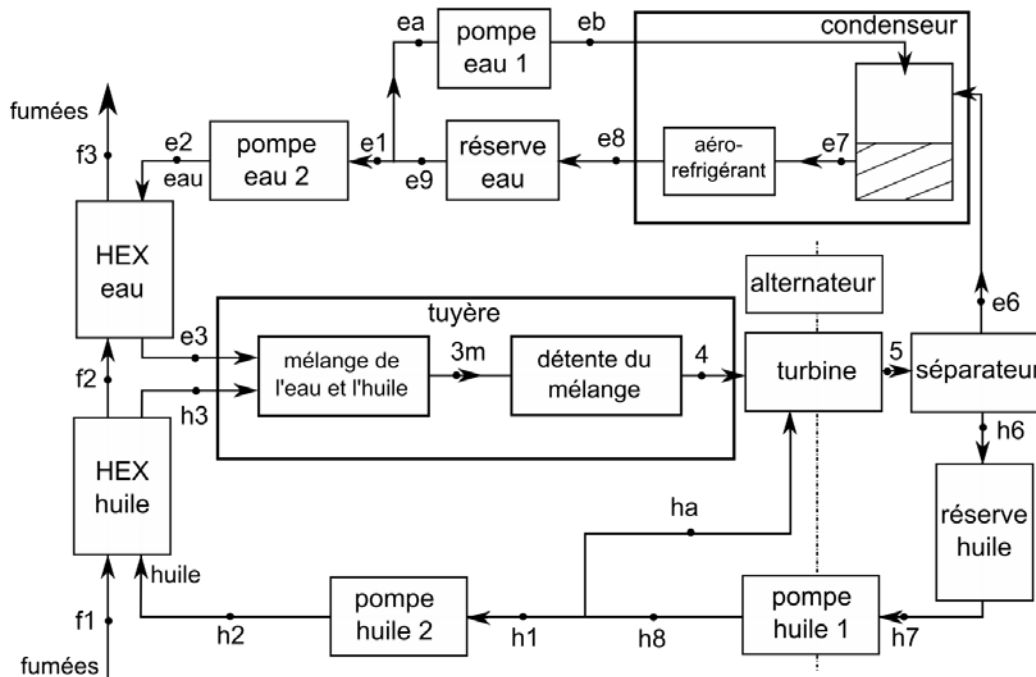 ea
pompe
eau 1
eb
condenseur
fumées
f3
e2
eau
pompe
eau 2
e1
e9
réserve
eau
e8
aéro-
refrigérant
e7
HEX
eau
alternateur
e6
tuyère
e3
mélange de
l'eau et l'huile
3m
détente du
mélange
4
turbine
5
séparateur
f2
h3
h6
HEX
huile
ha
réserve
huile
huile
f1
h2
pompe
huile 2
h1
h8
pompe
huile 1
h7
fumées